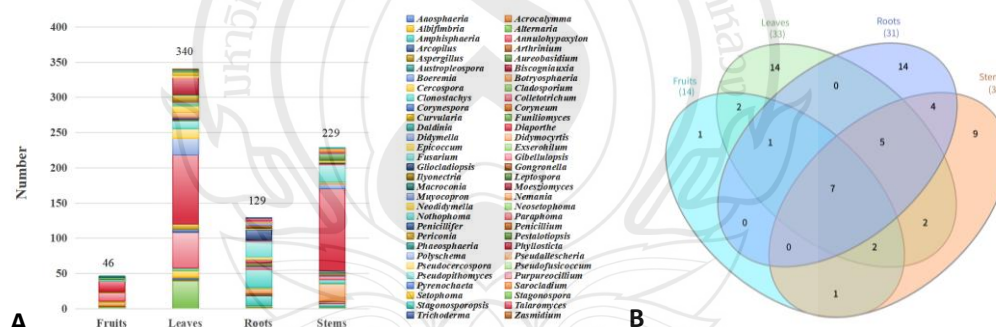 400
350
300
250
200
150
100
50
0
Number
46
340
129
229
Fruits
Leaves
Roots
Stems
A
Anosphaeria Acrocalymma
Albifimbria Alternaria
Amphisphaeria Annulohypoxylon
Arcopilus Arthrinium
Aspergillus Aureobasidium
Austropleospora Biscogniauxia
Boeremia Botryosphaeria
Cercospora Cladosporium
Clonostachys Colletotrichum
Corynespora Coryneum
Curvularia Funiliomyces
Daldinia Diaporthe
Didymella Didymocyrtis
Epicoccum Exserohilum
Fusarium Gibellulopsis
Gliocladiopsis Gongronella
Ilyonectria Leptospora
Macroconia Moesziomyces
Muyocopron Nemania
Neodidymella Neosetophoma
Nothophoma Paraphoma
Penicillifer Penicillium
Periconia Pestalotiopsis
Phaeosphaeria Phyllosticta
Polyschema Pseudallescheria
Pseudocercospora Pseudofusicoccum
Pseudopithomyces Purpureocillium
Pyrenochaeta Sarocladium
Setophoma Stagonospora
Stagonosporopsis Talaromyces
Trichoderma Zasmidium
Leaves
(33)
Roots
(31)
Fruits
(14)
14
14
0
2
4
1
1
5
9
7
0
2
0
2
1
B